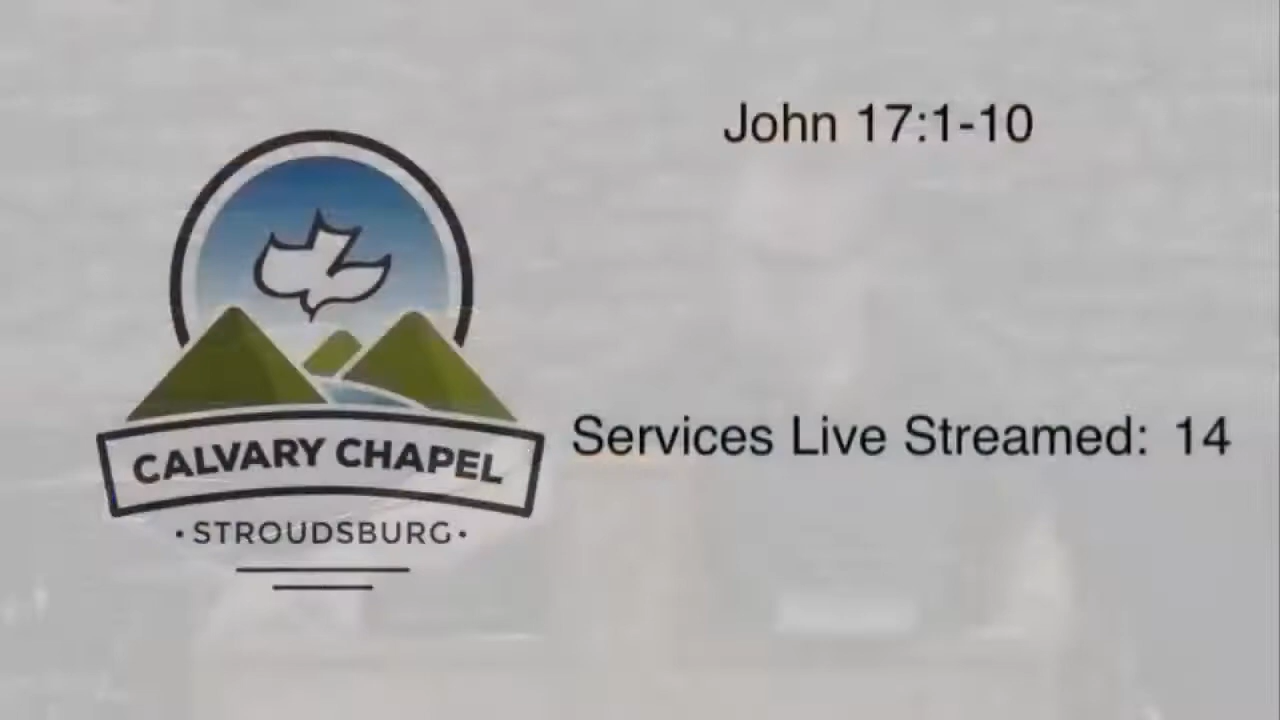 John 17:1-10
Services Live Streamed: 14
CALVARY CHAPEL
·STROUDSBURG·